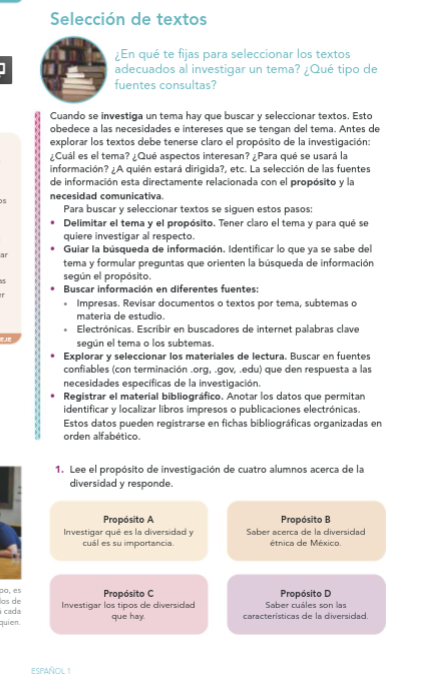 Selección de textos
¿En qué te fijas para seleccionar los textos
adecuados al investigar un tema? ¿Qué tipo de
fuentes consultas?
Cuando se investiga un tema hay que buscar y seleccionar textos. Esto
obedece a las necesidades e intereses que se tengan del tema. Antes de
explorar los textos debe tenerse claro el propósito de la investigación:
¿Cuál es el tema? ¿Qué aspectos interesan? ¿Para qué se usará la
información? ¿A quién estará dirigida?, etc. La selección de las fuentes
de información esta directamente relacionada con el propósito y la
necesidad comunicativa.
Para buscar y seleccionar textos se siguen estos pasos:
• Delimitar el tema y el propósito. Tener claro el tema y para qué se
quiere investigar al respecto.
• Guiar la búsqueda de información. Identificar lo que ya se sabe del
tema y formular preguntas que orienten la búsqueda de información
según el propósito.
• Buscar información en diferentes fuentes:
• Impresas. Revisar documentos o textos por tema, subtemas o
materia de estudio.
• Electrónicas. Escribir en buscadores de internet palabras clave
según el tema o los subtemas.
• Explorar y seleccionar los materiales de lectura. Buscar en fuentes
confiables (con terminación .org, .gov, .edu) que den respuesta a las
necesidades específicas de la investigación.
• Registrar el material bibliográfico. Anotar los datos que permitan
identificar y localizar libros impresos o publicaciones electrónicas.
Estos datos pueden registrarse en fichas bibliográficas organizadas en
orden alfabético.
1. Lee el propósito de investigación de cuatro alumnos acerca de la
diversidad y responde.
Propósito A
Investigar qué es la diversidad y
cuál es su importancia.
Propósito B
Saber acerca de la diversidad
étnica de México.
Propósito C
Investigar los tipos de diversidad
que hay.
Propósito D
Saber cuáles son las
características de la diversidad.
po, es
los de
cada
quien.
ESPAÑOL 1